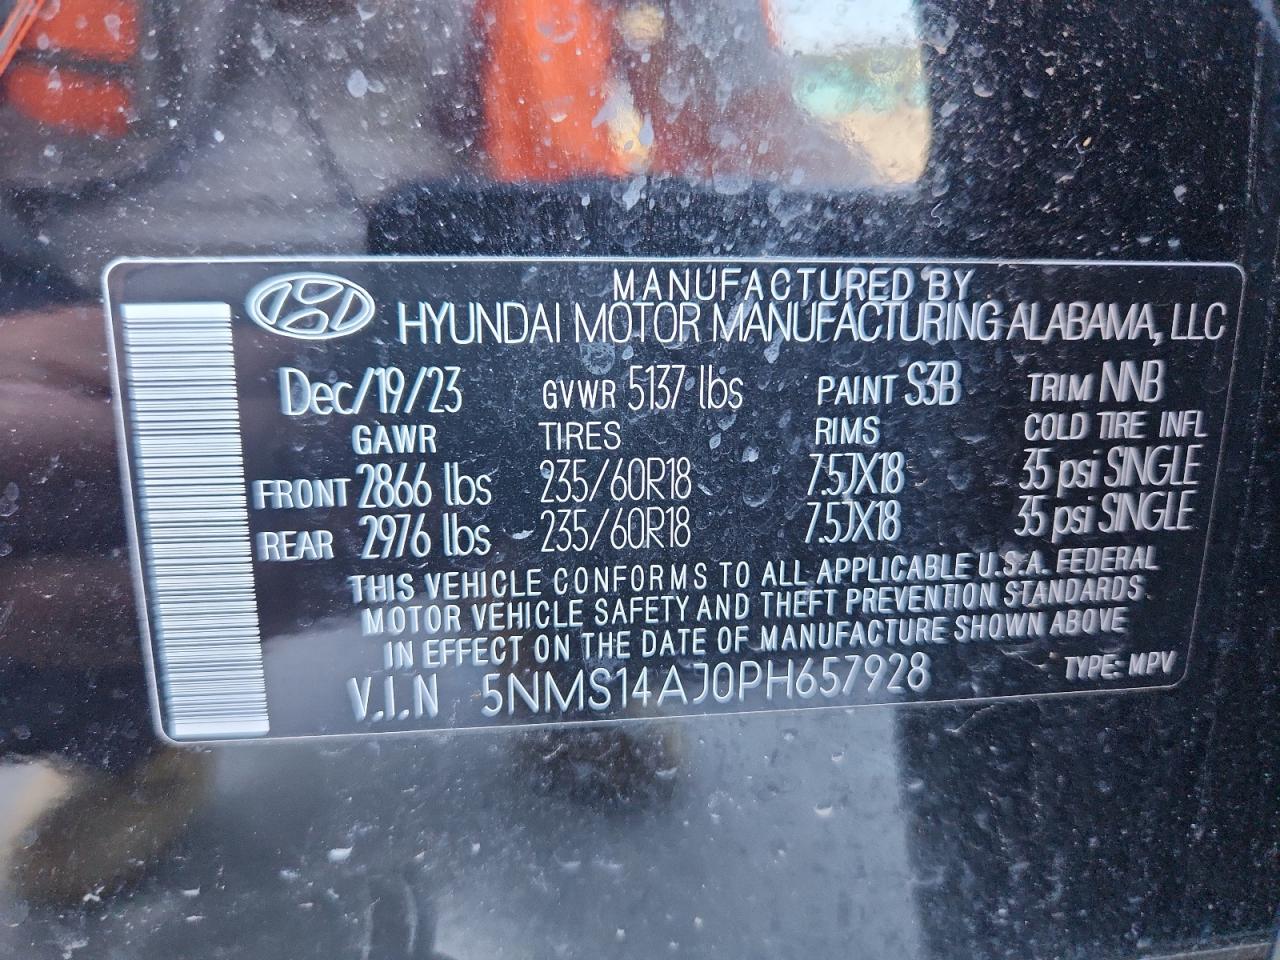 MANUFACTURED BY
HYUNDAI MOTOR MANUFACTURING ALABAMA, LLC
Dec/19/23 GVWR 5137 lbs PAINT S3B TRIM NNB
GAWR TIRES RIMS COLD TIRE INFL
FRONT 2866 lbs 235/60R18 7.5JX18 35 psi SINGLE
REAR 2976 lbs 235/60R18 7.5JX18 35 psi SINGLE
THIS VEHICLE CONFORMS TO ALL APPLICABLE U.S.A. FEDERAL
MOTOR VEHICLE SAFETY AND THEFT PREVENTION STANDARDS
IN EFFECT ON THE DATE OF MANUFACTURE SHOWN ABOVE
V.I.N 5NMS14AJ0PH657928 TYPE: MPV